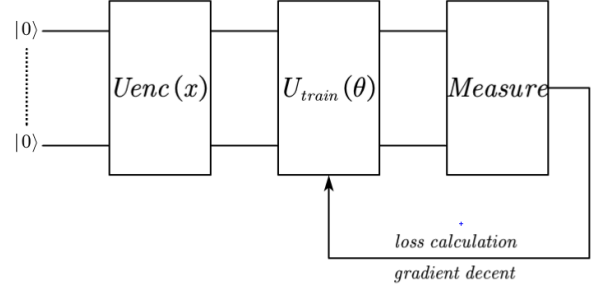 |0⟩
Uenc(x)
U_train(θ)
Measure
|0⟩
loss calculation
gradient decent